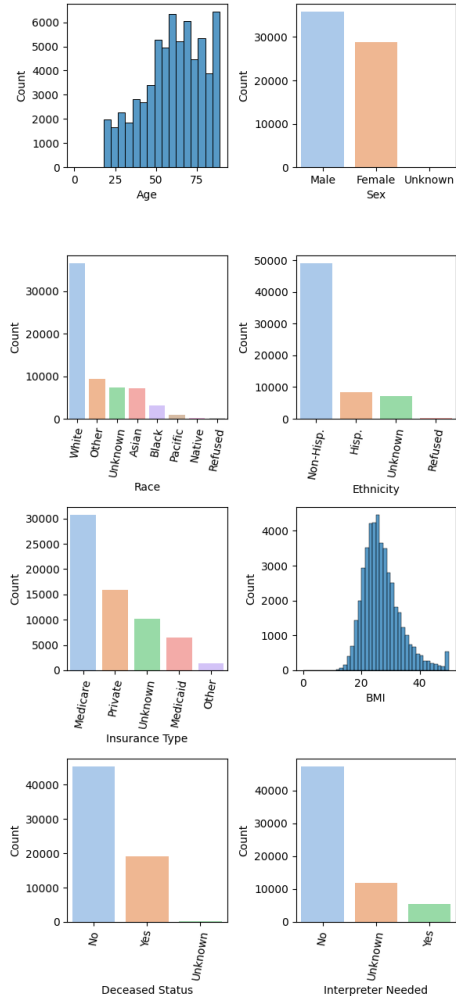 6000
5000
4000
3000
2000
1000
0
Count
0 25 50 75
Age
30000
20000
10000
0
Count
Male Female Unknown
Sex
30000
20000
10000
0
Count
White Other Unknown Asian Black Pacific Native Refused
Race
50000
40000
30000
20000
10000
0
Count
Non-Hisp. Hisp. Unknown Refused
Ethnicity
30000
25000
20000
15000
10000
5000
0
Count
Medicare Private Unknown Medicaid Other
Insurance Type
4000
3000
2000
1000
0
Count
0 20 40
BMI
40000
30000
20000
10000
0
Count
No Yes Unknown
Deceased Status
40000
30000
20000
10000
0
Count
No Unknown Yes
Interpreter Needed